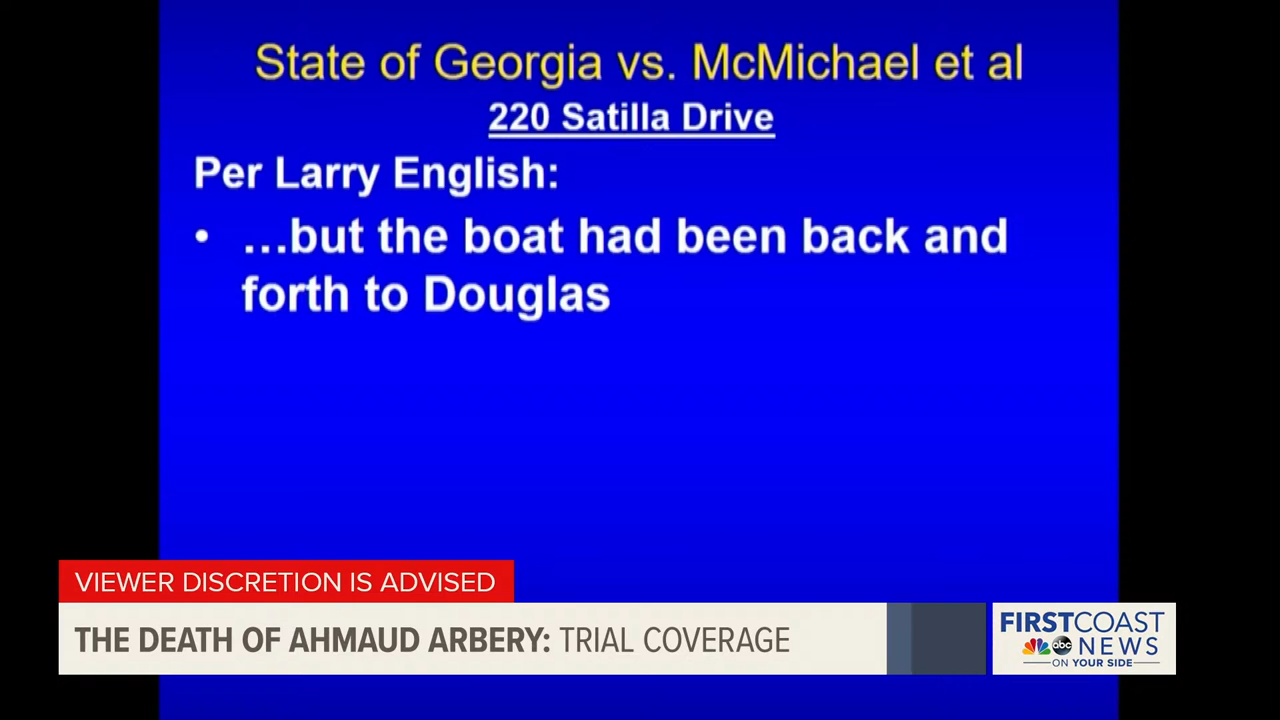 State of Georgia vs. McMichael et al
220 Satilla Drive
Per Larry English:
• …but the boat had been back and
forth to Douglas
VIEWER DISCRETION IS ADVISED
THE DEATH OF AHMAUD ARBERY: TRIAL COVERAGE
FIRSTCOAST
abc NEWS
ON YOUR SIDE